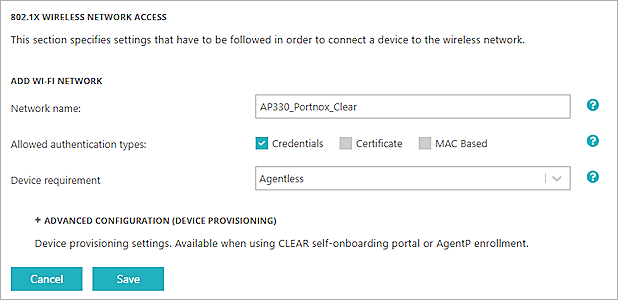 802.1X WIRELESS NETWORK ACCESS
This section specifies settings that have to be followed in order to connect a device to the wireless network.
ADD WI-FI NETWORK
Network name: AP330_Portnox_Clear ?
Allowed authentication types: Credentials Certificate MAC Based ?
Device requirement Agentless ?
+ ADVANCED CONFIGURATION (DEVICE PROVISIONING)
Device provisioning settings. Available when using CLEAR self-onboarding portal or AgentP enrollment.
Cancel Save